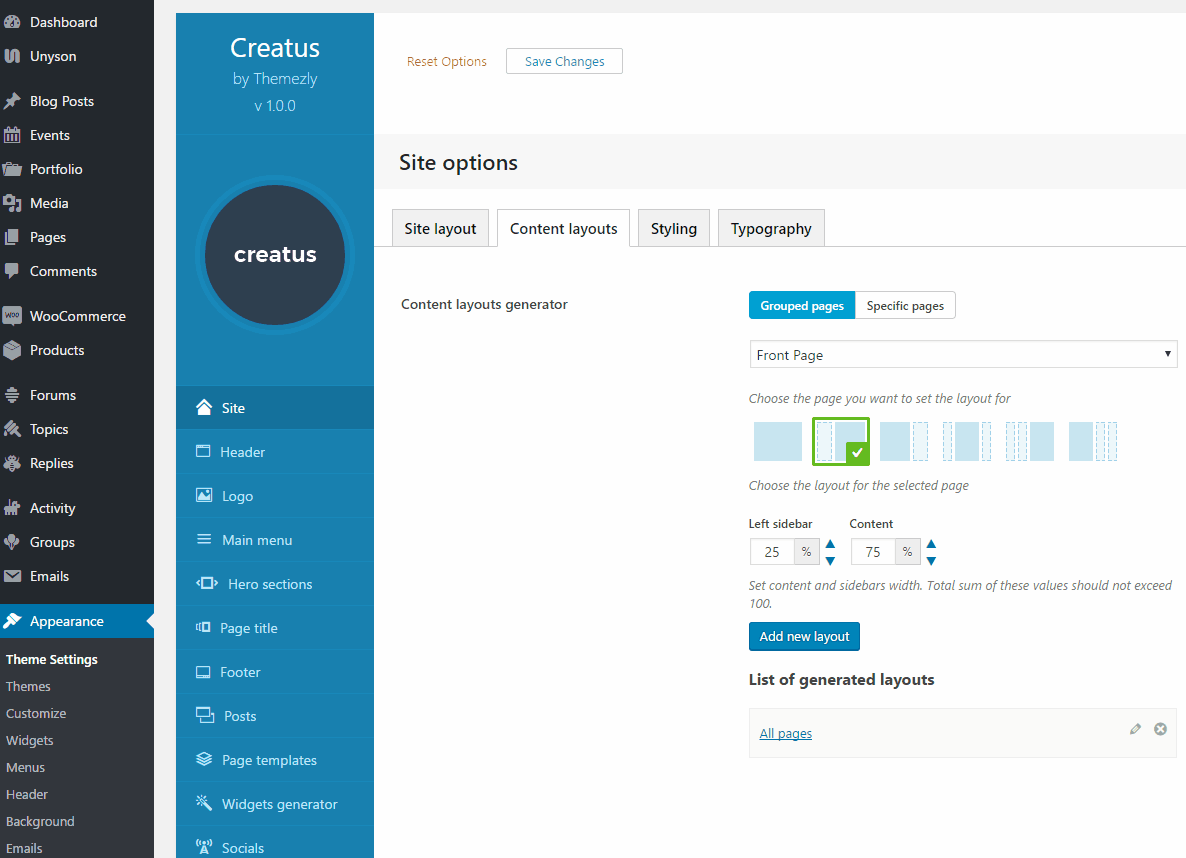 Dashboard
Unyson
Blog Posts
Events
Portfolio
Media
Pages
Comments
WOO
WooCommerce
Products
Forums
Topics
Replies
Activity
Groups
Emails
Appearance
Theme Settings
Themes
Customize
Widgets
Menus
Header
Background
Emails
Creatus
by Themezly
v 1.0.0
creatus
Site
Header
Logo
Main menu
Hero sections
Page title
Footer
Posts
Page templates
Widgets generator
Socials
Reset Options
Save Changes
Site options
Site layout
Content layouts
Styling
Typography
Content layouts generator
Grouped pages
Specific pages
Front Page
Choose the page you want to set the layout for
Choose the layout for the selected page
Left sidebar
Content
25 %
75 %
Set content and sidebars width. Total sum of these values should not exceed
100.
Add new layout
List of generated layouts
All pages